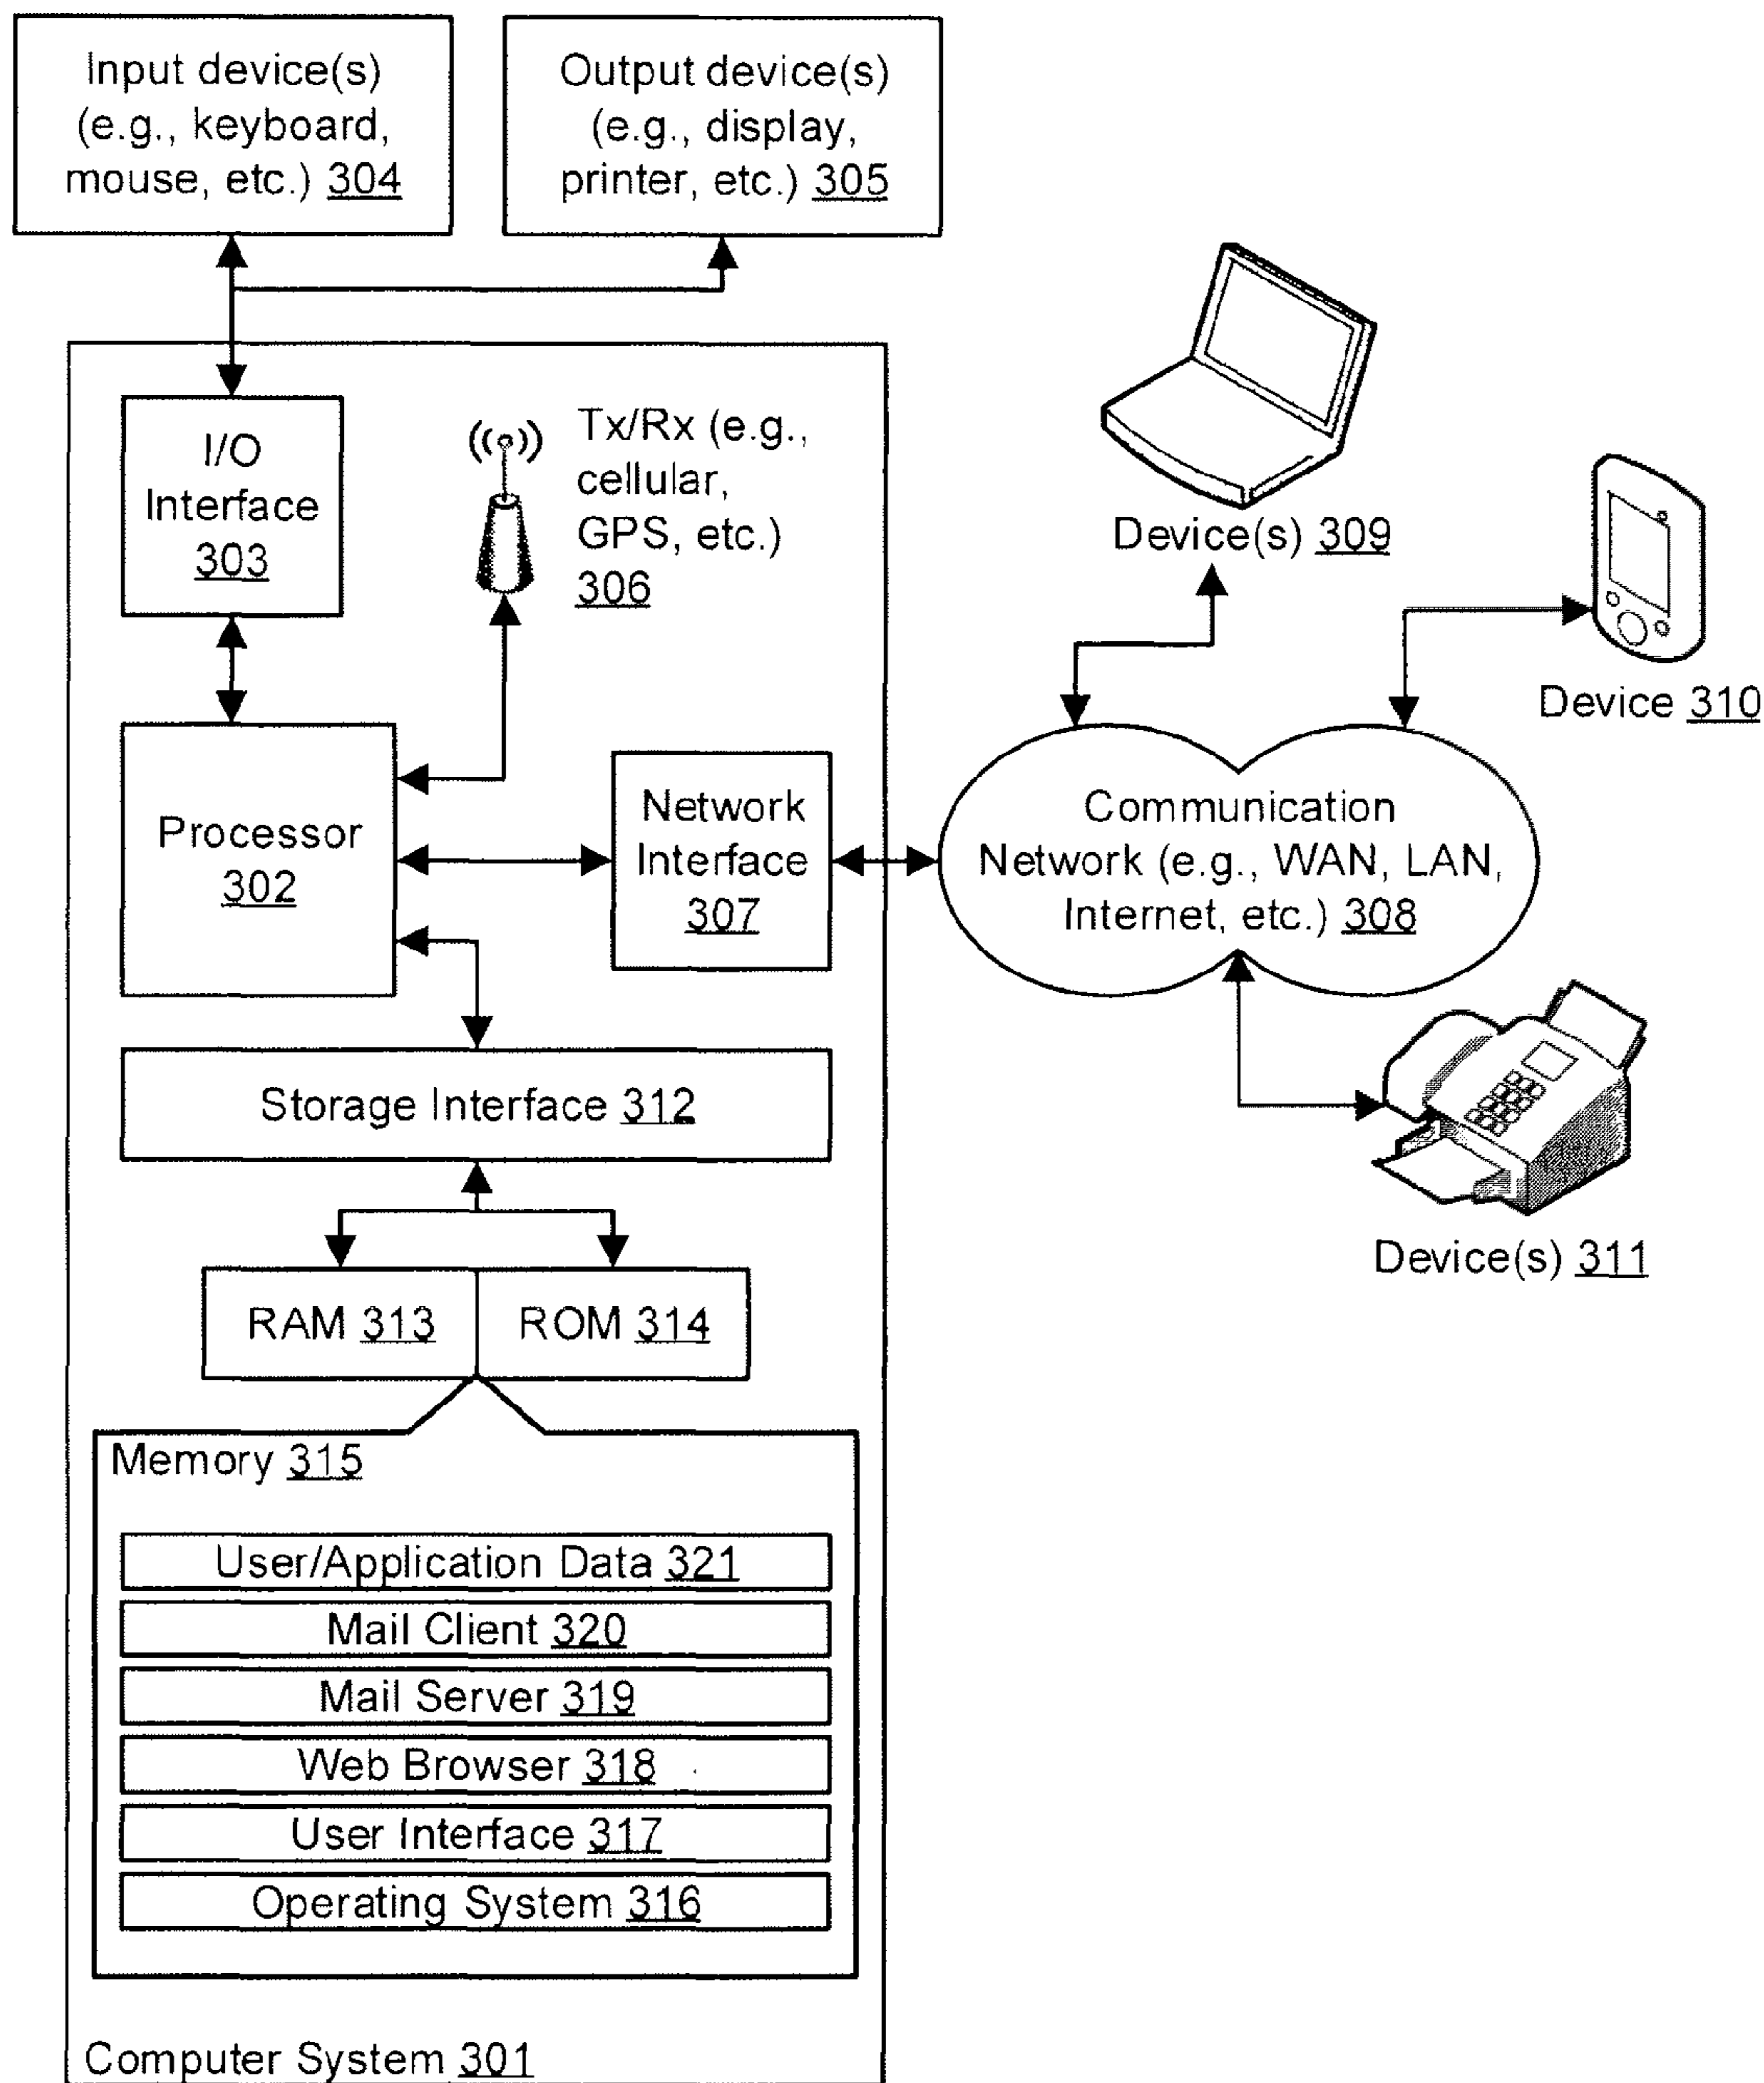 Input device(s)
(e.g., keyboard,
mouse, etc.) 304
Output device(s)
(e.g., display,
printer, etc.) 305
I/O
Interface
303
Tx/Rx (e.g.,
cellular,
GPS, etc.)
306
Device(s) 309
Device 310
Processor
302
Network
Interface
307
Communication
Network (e.g., WAN, LAN,
Internet, etc.) 308
Storage Interface 312
Device(s) 311
RAM 313
ROM 314
Memory 315
User/Application Data 321
Mail Client 320
Mail Server 319
Web Browser 318
User Interface 317
Operating System 316
Computer System 301